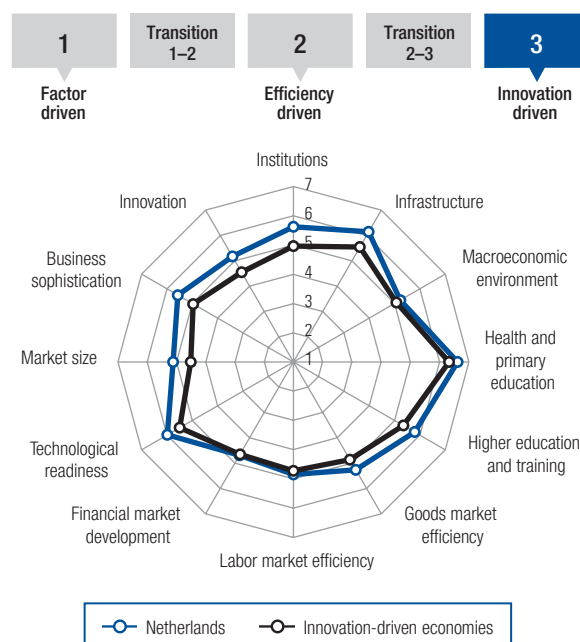 1
Transition
1–2
2
Transition
2–3
3
Factor
driven
Efficiency
driven
Innovation
driven
Institutions
Innovation
Infrastructure
Business
sophistication
Macroeconomic
environment
Market size
Health and
primary
education
Technological
readiness
Higher education
and training
Financial market
development
Goods market
efficiency
Labor market efficiency
7
6
5
4
3
2
1
Netherlands
Innovation-driven economies